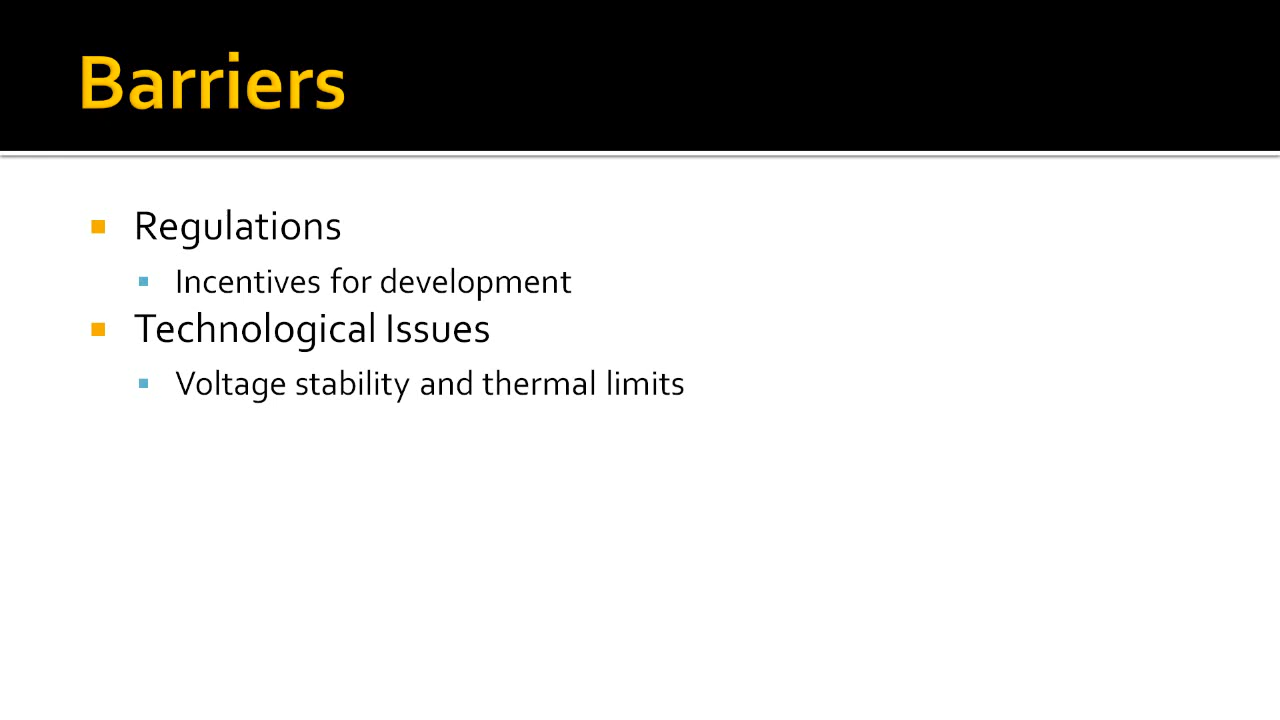 Barriers
Regulations
Incentives for development
Technological Issues
Voltage stability and thermal limits